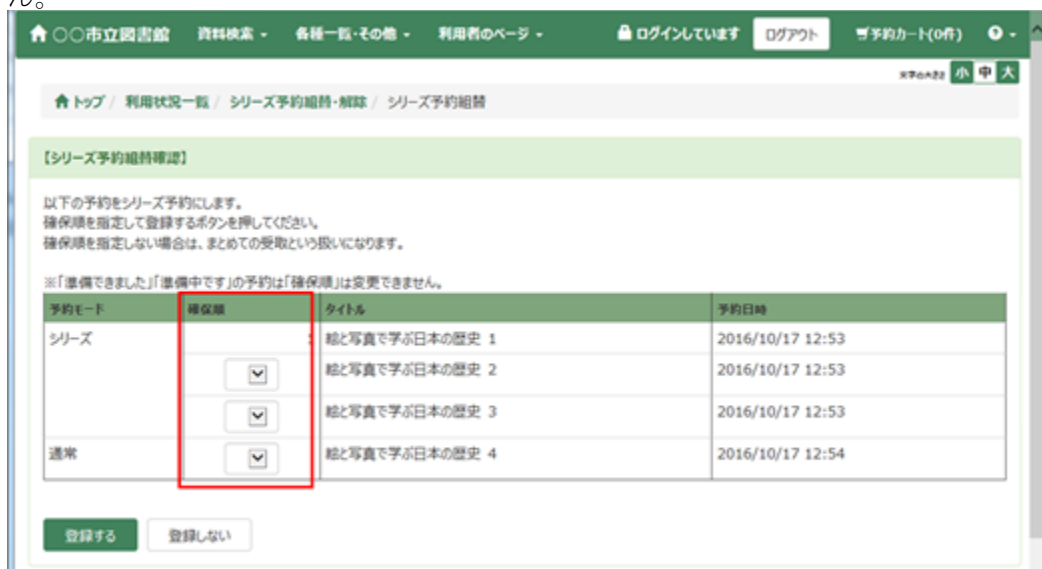 ん。
○○市立図書館 資料検索 各種一覧・その他 利用者のページ ログインしています ログアウト 予約カート(0件)
文字の大きさ 小 中 大
トップ / 利用状況一覧 / シリーズ予約組替・解除 / シリーズ予約組替
【シリーズ予約組替確認】
以下の予約をシリーズ予約にします。
確保順を指定して登録するボタンを押してください。
確保順を指定しない場合は、まとめての受取という扱いになります。
※「準備できました」「準備中です」の予約は「確保順」は変更できません。
予約モード 確保順 タイトル 予約日時
シリーズ 絵と写真で学ぶ日本の歴史 1 2016/10/17 12:53
絵と写真で学ぶ日本の歴史 2 2016/10/17 12:53
絵と写真で学ぶ日本の歴史 3 2016/10/17 12:53
通常 絵と写真で学ぶ日本の歴史 4 2016/10/17 12:54
登録する 登録しない